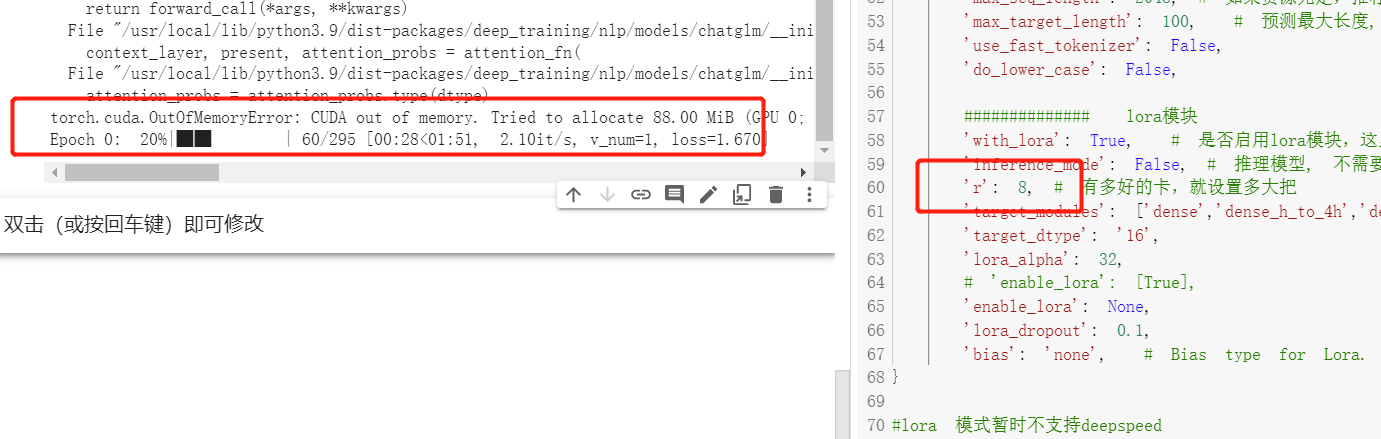 return forward_call(*args, **kwargs)
File "/usr/local/lib/python3.9/dist-packages/deep_training/nlp/models/chatglm/__ini
context_layer, present, attention_probs = attention_fn(
File "/usr/local/lib/python3.9/dist-packages/deep_training/nlp/models/chatglm/__ini
attention_probs = attention_probs.type(dtype)
torch.cuda.OutOfMemoryError: CUDA out of memory. Tried to allocate 88.00 MiB (GPU 0;
Epoch 0: 20%| | 60/295 [00:28<01:51, 2.10it/s, v_num=1, loss=1.670]
双击（或按回车键）即可修改
53 'max_target_length': 100, # 预测最大长度,
54 'use_fast_tokenizer': False,
55 'do_lower_case': False,
56
57 ############## lora模块
58 'with_lora': True, # 是否启用lora模块，这
59 'inference_mode': False, # 推理模型, 不需要
60 'r': 8, # 有多好的卡，就设置多大把
61 'target_modules': ['dense','dense_h_to_4h','de
62 'target_dtype': '16',
63 'lora_alpha': 32,
64 # 'enable_lora': [True],
65 'enable_lora': None,
66 'lora_dropout': 0.1,
67 'bias': 'none', # Bias type for Lora.
68 }
69
70 #lora 模式暂时不支持deepspeed